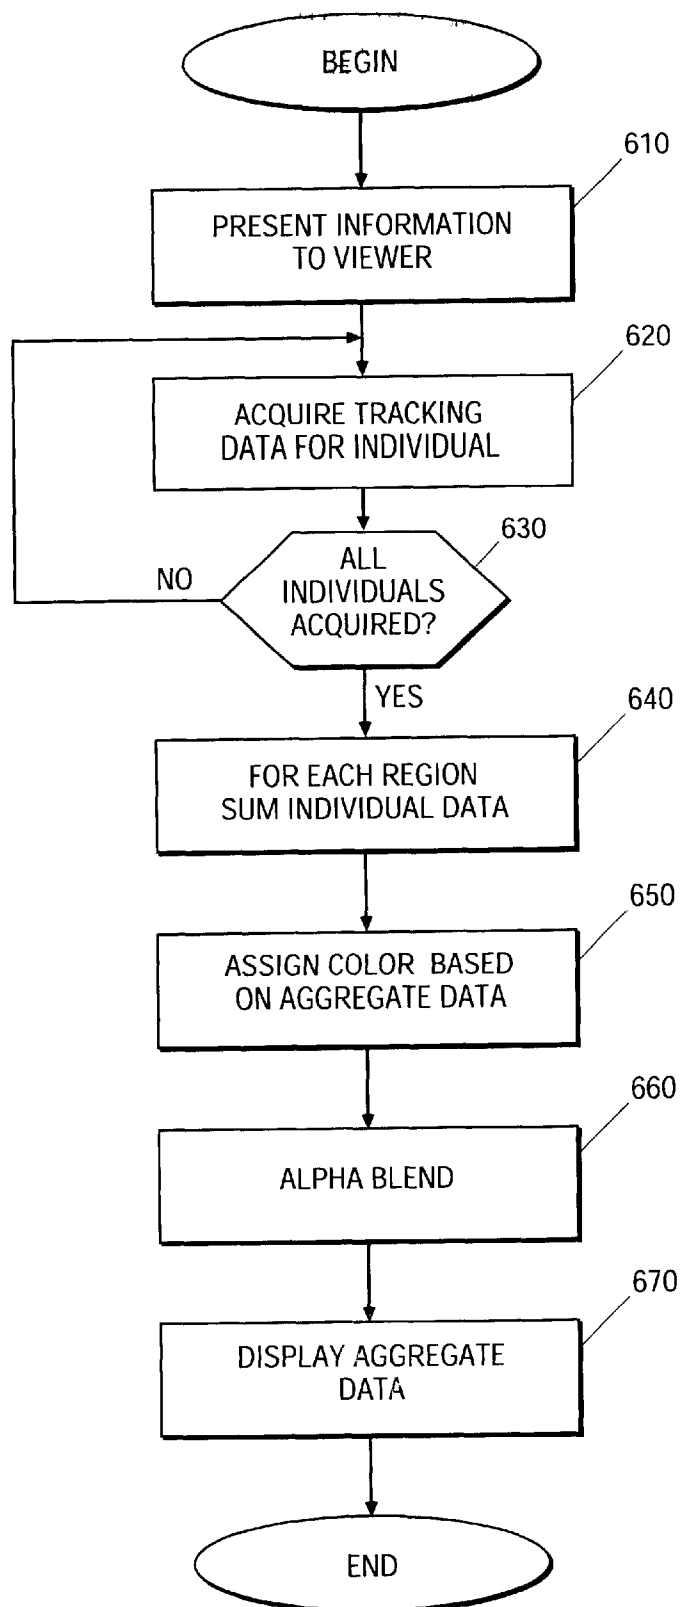 BEGIN
610
PRESENT INFORMATION
TO VIEWER
620
ACQUIRE TRACKING
DATA FOR INDIVIDUAL
630
ALL
INDIVIDUALS
ACQUIRED?
NO
YES
640
FOR EACH REGION
SUM INDIVIDUAL DATA
650
ASSIGN COLOR BASED
ON AGGREGATE DATA
660
ALPHA BLEND
670
DISPLAY AGGREGATE
DATA
END